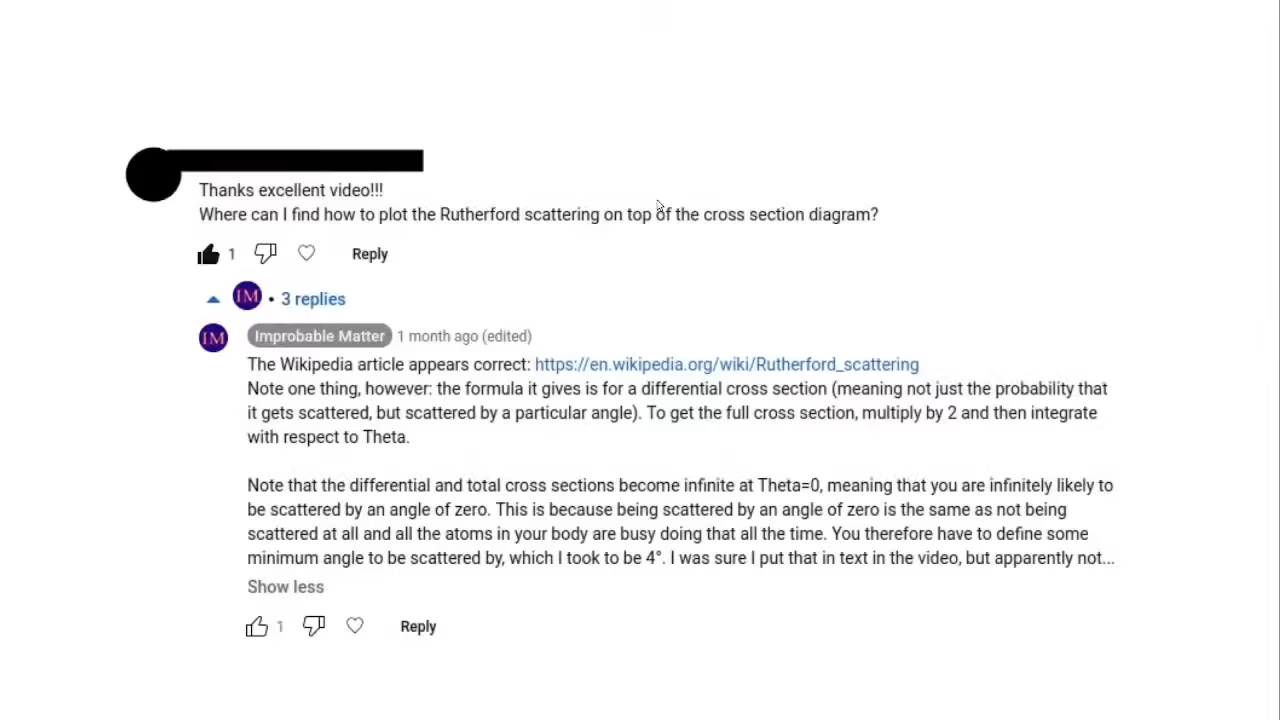 Thanks excellent video!!!
Where can I find how to plot the Rutherford scattering on top of the cross section diagram?
1 Reply
IM • 3 replies
IM Improbable Matter 1 month ago (edited)
The Wikipedia article appears correct: https://en.wikipedia.org/wiki/Rutherford_scattering
Note one thing, however: the formula it gives is for a differential cross section (meaning not just the probability that
it gets scattered, but scattered by a particular angle). To get the full cross section, multiply by 2 and then integrate
with respect to Theta.
Note that the differential and total cross sections become infinite at Theta=0, meaning that you are infinitely likely to
be scattered by an angle of zero. This is because being scattered by an angle of zero is the same as not being
scattered at all and all the atoms in your body are busy doing that all the time. You therefore have to define some
minimum angle to be scattered by, which I took to be 4°. I was sure I put that in text in the video, but apparently not...
Show less
1 Reply